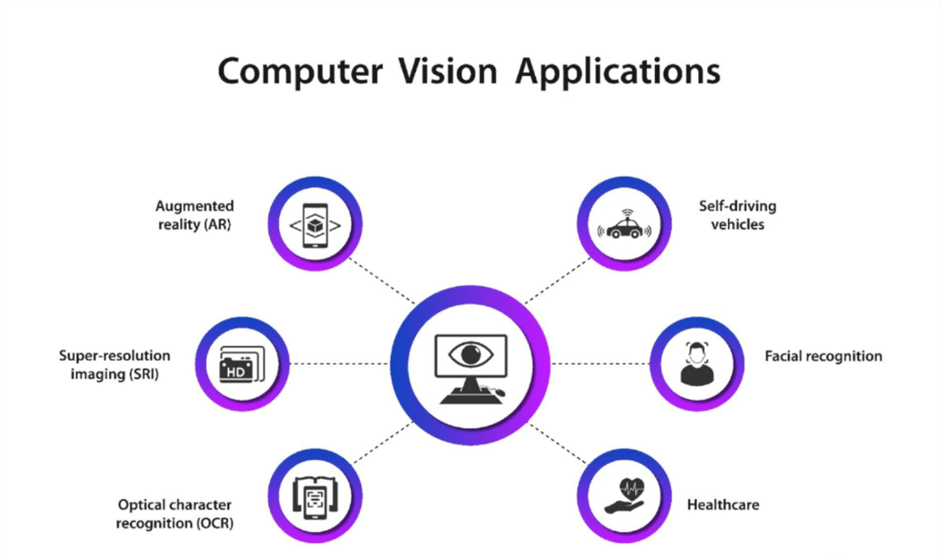 Computer Vision Applications
Augmented
reality (AR)
Self-driving
vehicles
Super-resolution
imaging (SRI)
HD
Facial recognition
Optical character
recognition (OCR)
Healthcare